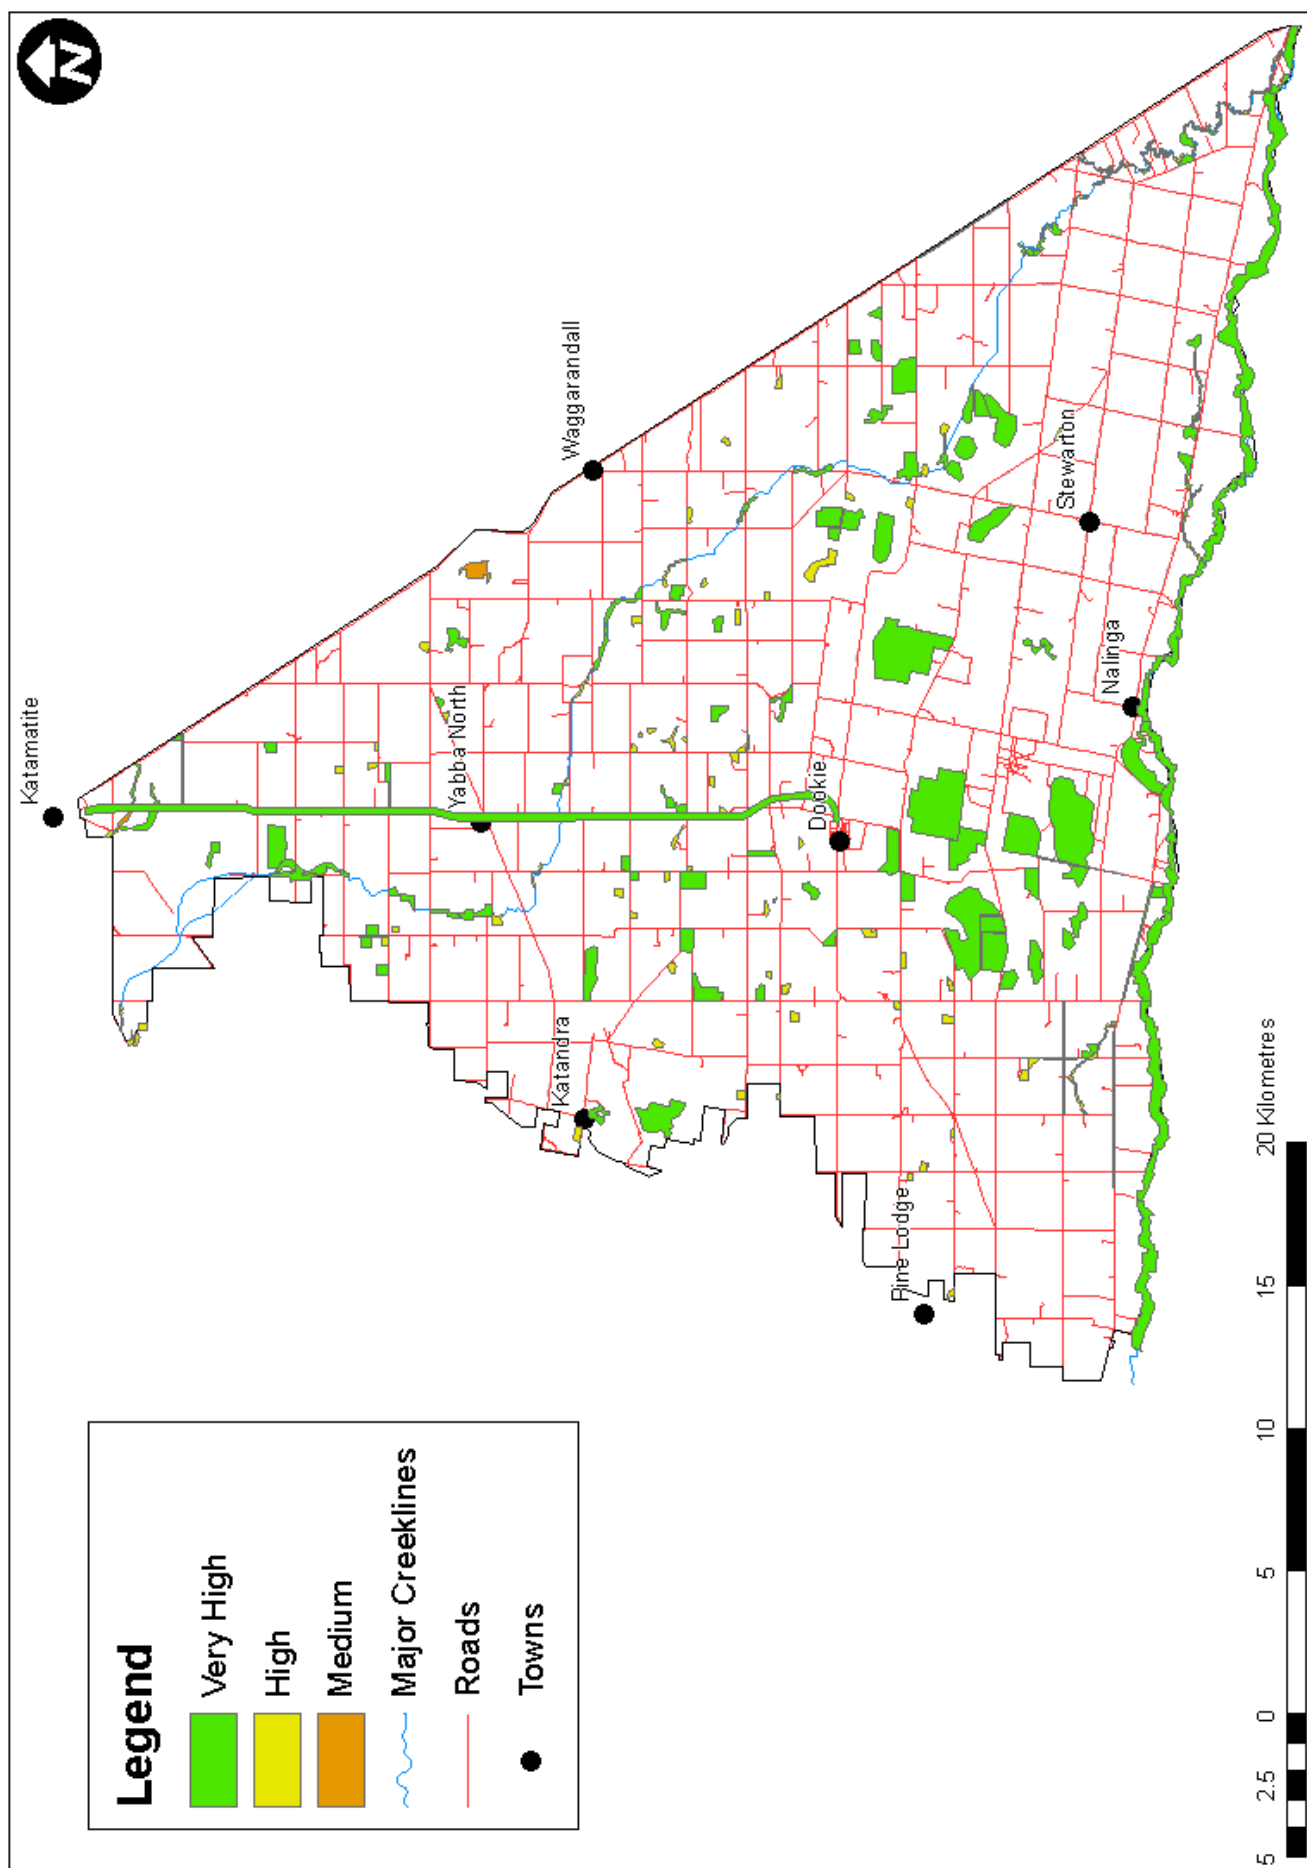 N
Katamatite
Waggarandall
Yabba North
Katandra
Dookie
Stewarton
Nalinga
Pine Lodge
Legend
Very High
High
Medium
Major Creeklines
Roads
Towns
5 2.5 0 5 10 15 20 Kilometres